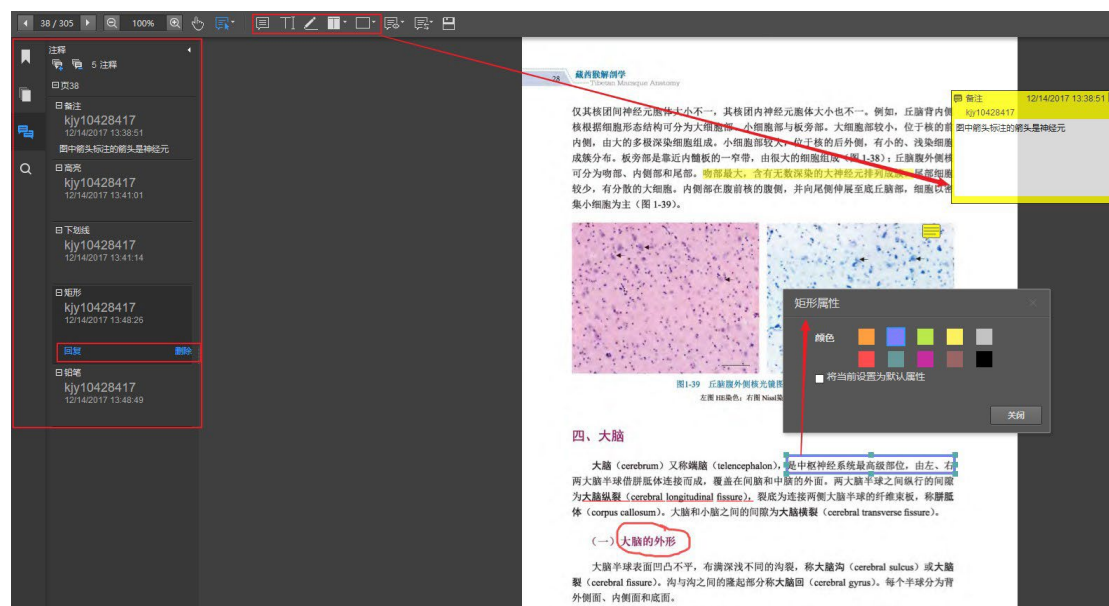 38 / 305
100%
注释
5 注释
页38
备注
kjy10428417
12/14/2017 13:38:51
图中箭头标注的箭头是神经元
高亮
kjy10428417
12/14/2017 13:41:01
下划线
kjy10428417
12/14/2017 13:41:14
矩形
kjy10428417
12/14/2017 13:48:26
回复 删除
铅笔
kjy10428417
12/14/2017 13:48:49
28 藏酋猴解剖学
Tibetan Macaque Anatomy
仅其核团间神经元胞体大小不一，其核团内神经元胞体大小也不一。例如，丘脑背内侧
核根据细胞形态结构可分为大细胞部、小细胞部与板旁部。大细胞部较小，位于核的前
内侧，由大的多极深染细胞组成。小细胞部较大，位于核的后外侧，有小的、浅染细胞
成簇分布。板旁部是靠近内髓板的一窄带，由很大的细胞组成（图1-38）；丘脑腹外侧核
可分为吻部、内侧部和尾部。吻部最大，含有无数深染的大神经元排列成簇。尾部细胞
较少，有分散的大细胞。内侧部在腹前核的腹侧，并向尾侧伸展至底丘脑部，细胞以密
集小细胞为主（图 1-39）。
备注 12/14/2017 13:38:51
kjy10428417
图中箭头标注的箭头是神经元
图1-39 丘脑腹外侧核光镜图
左图 HE染色；右图 Nissl染
矩形属性
颜色
将当前设置为默认属性
关闭
四、大脑
大脑（cerebrum）又称端脑（telencephalon），是中枢神经系统最高级部位，由左、右
两大脑半球借胼胝体连接而成，覆盖在间脑和中脑的外面。两大脑半球之间纵行的间隙
为大脑纵裂（cerebral longitudinal fissure），裂底为连接两侧大脑半球的纤维束板，称胼胝
体（corpus callosum）。大脑和小脑之间的间隙为大脑横裂（cerebral transverse fissure）。
（一）大脑的外形
大脑半球表面凹凸不平，布满深浅不同的沟裂，称大脑沟（cerebral sulcus）或大脑
裂（cerebral fissure）。沟与沟之间的隆起部分称大脑回（cerebral gyrus）。每个半球分为背
外侧面、内侧面和底面。